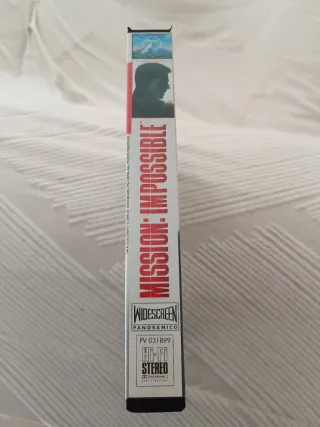 MISSION: IMPOSSIBLE
WIDESCREEN
PANORAMICO
PV 031899
Hi-Fi
STEREO